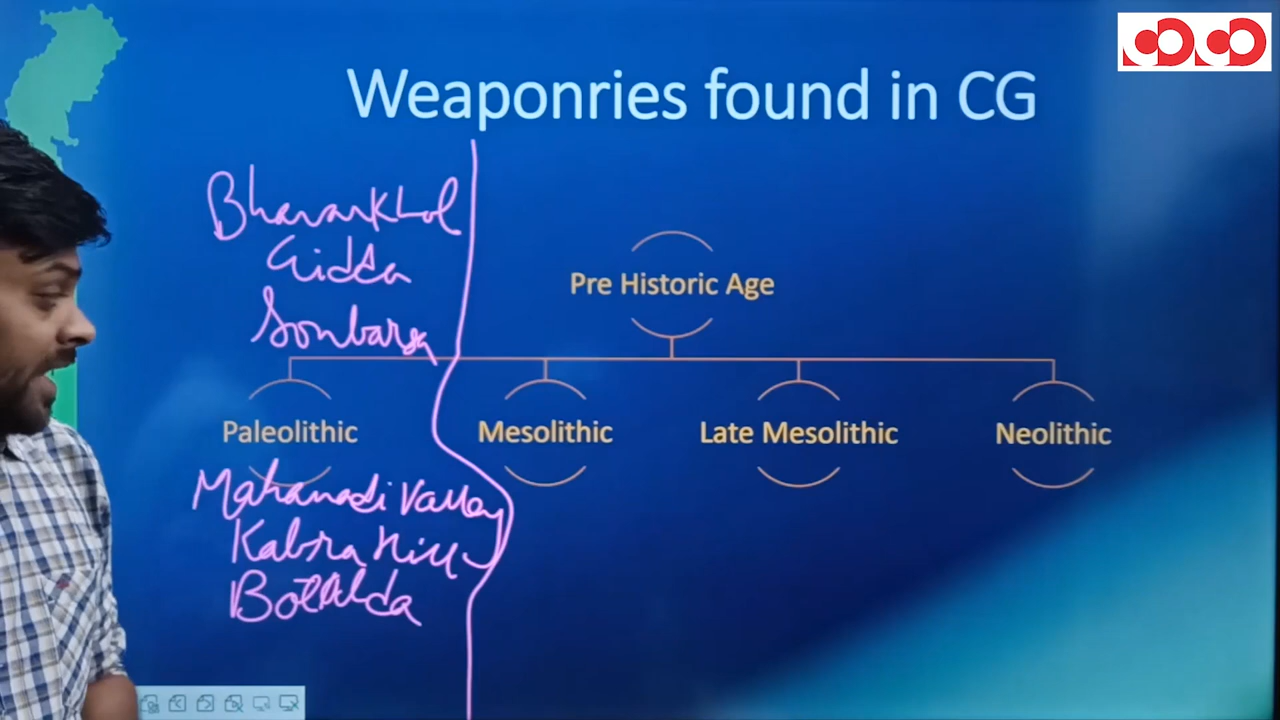 Weaponries found in CG
Bhavarkhol
Gidda
Sonbarsa
Pre Historic Age
Paleolithic
Mesolithic
Late Mesolithic
Neolithic
Mahanadi Valley
Kabra Hill
Botalda